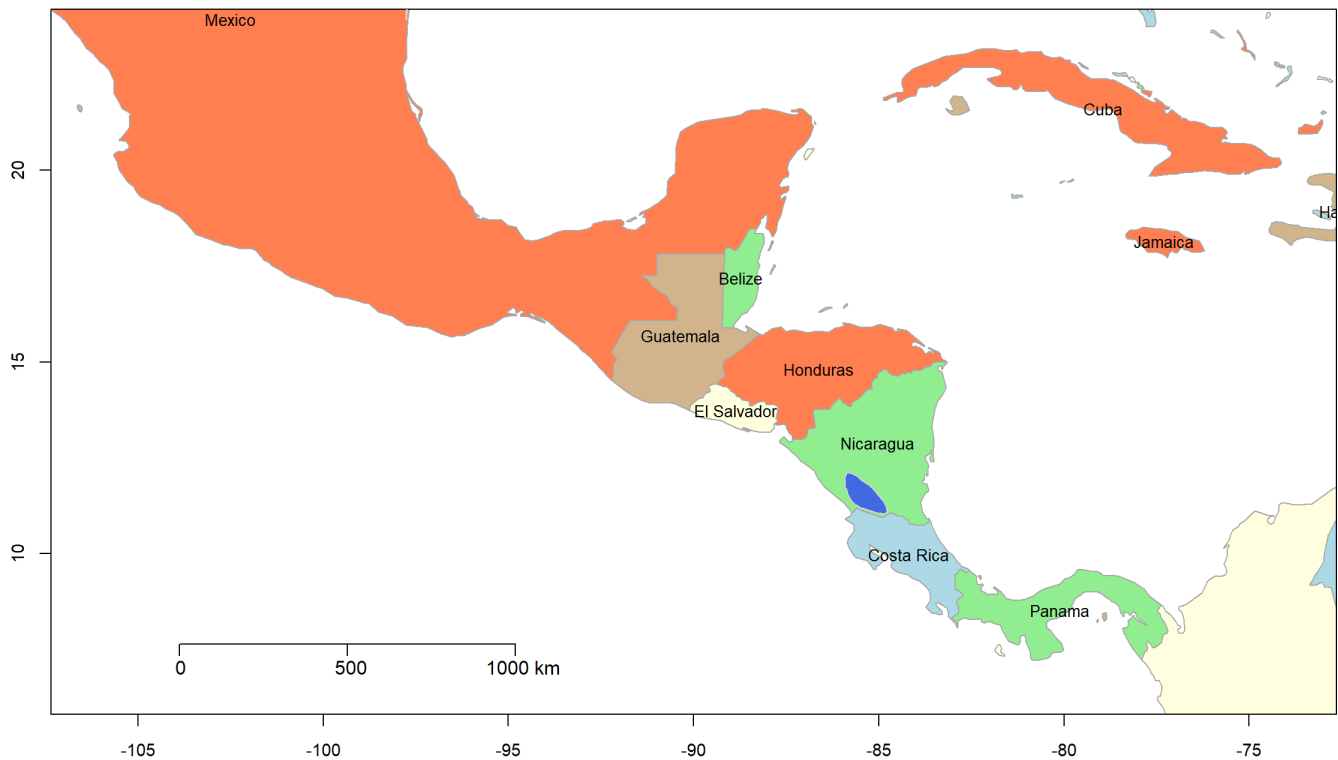 Mexico
Cuba
20
Ha
Jamaica
Belize
Guatemala
15
Honduras
El Salvador
Nicaragua
10
Costa Rica
Panama
0 500 1000 km
-105 -100 -95 -90 -85 -80 -75